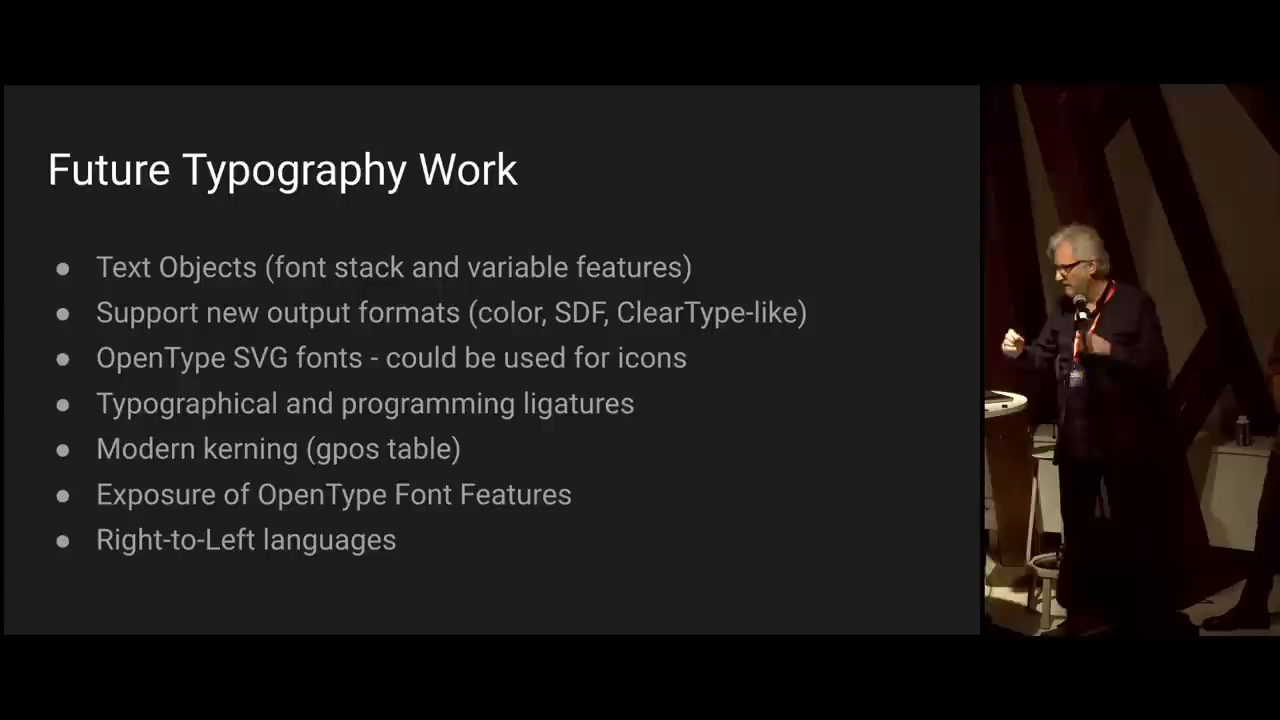 Future Typography Work
● Text Objects (font stack and variable features)
● Support new output formats (color, SDF, ClearType-like)
● OpenType SVG fonts - could be used for icons
● Typographical and programming ligatures
● Modern kerning (gpos table)
● Exposure of OpenType Font Features
● Right-to-Left languages